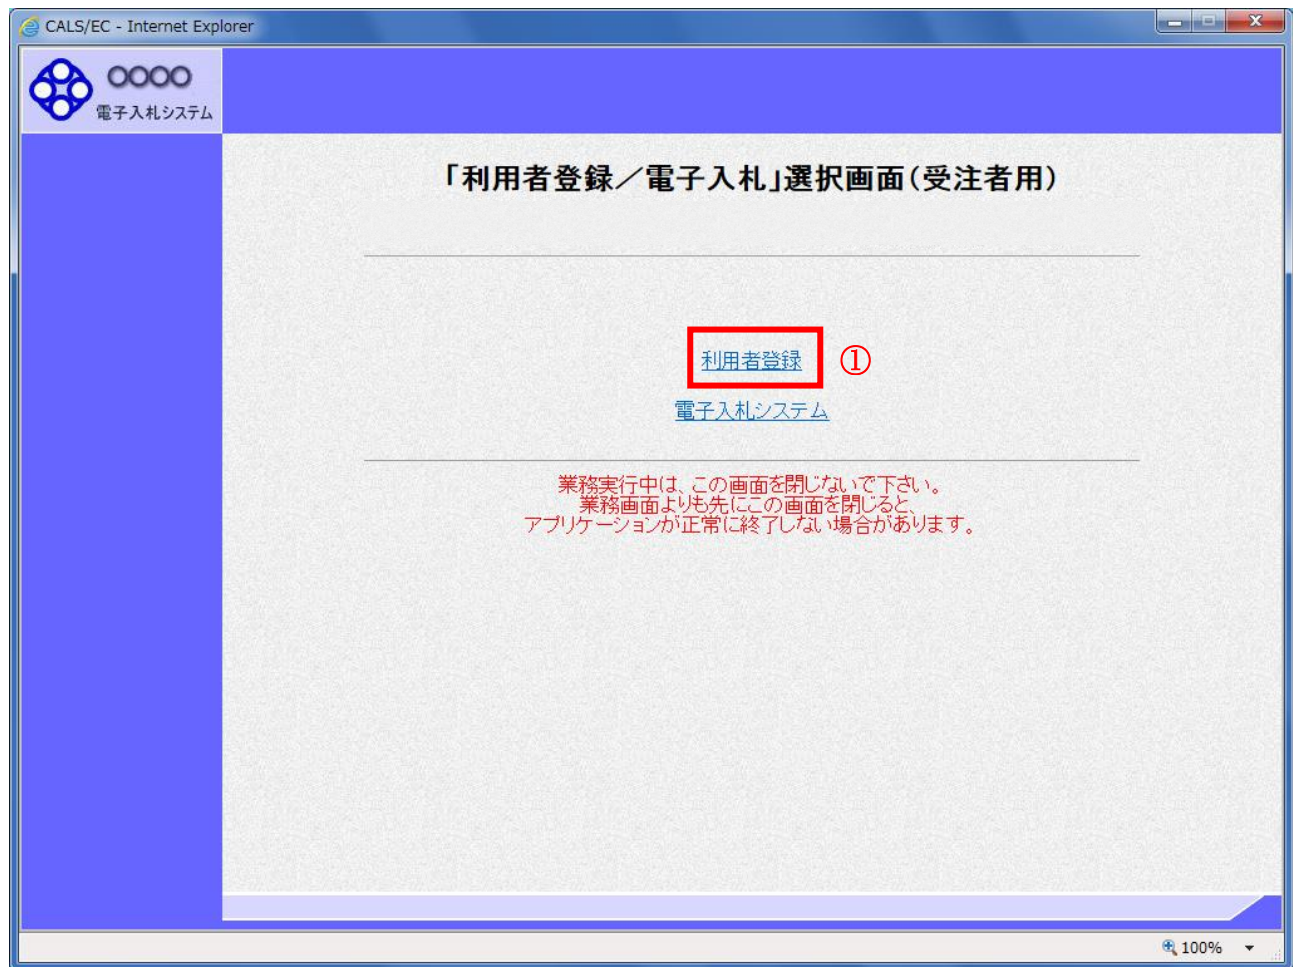 CALS/EC - Internet Explorer
○○○○
電子入札システム
「利用者登録／電子入札」選択画面(受注者用)
利用者登録 ①
電子入札システム
業務実行中は、この画面を閉じないで下さい。
業務画面よりも先にこの画面を閉じると、
アプリケーションが正常に終了しない場合があります。
100%